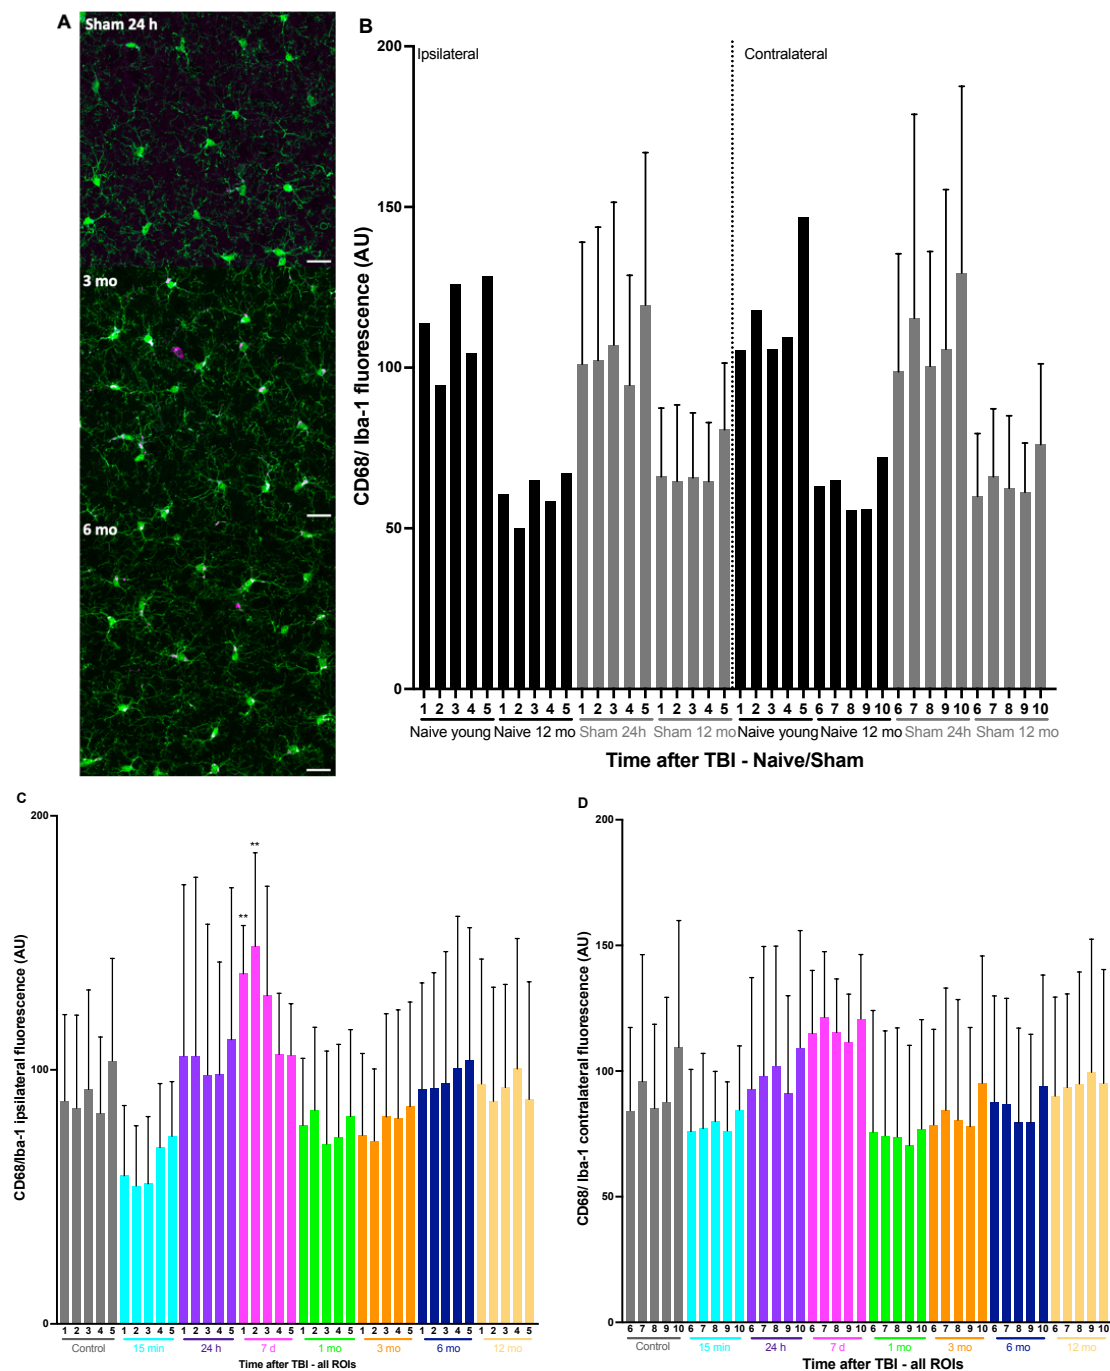 A
Sham 24 h
3 mo
6 mo
B
Ipsilateral
Contralateral
CD68/ Iba-1 fluorescence (AU)
200
150
100
50
0
1 2 3 4 5 1 2 3 4 5 1 2 3 4 5 1 2 3 4 5 1 2 3 4 5 6 7 8 9 10 6 7 8 9 10 6 7 8 9 10
Naive young Naive 12 mo Sham 24h Sham 12 mo Naive young Naive 12 mo Sham 24h Sham 12 mo
Time after TBI - Naive/Sham
C
CD68/Iba-1 ipsilateral fluorescence (AU)
200
100
0
**
**
1 2 3 4 5 1 2 3 4 5 1 2 3 4 5 1 2 3 4 5 1 2 3 4 5 1 2 3 4 5 1 2 3 4 5 1 2 3 4 5
Control 15 min 24 h 7 d 1 mo 3 mo 6 mo 12 mo
Time after TBI - all ROIs
D
CD68/ Iba-1 contralateral fluorescence (AU)
200
150
100
50
0
6 7 8 9 10 6 7 8 9 10 6 7 8 9 10 6 7 8 9 10 6 7 8 9 10 6 7 8 9 10 6 7 8 9 10 6 7 8 9 10
Control 15 min 24 h 7 d 1 mo 3 mo 6 mo 12 mo
Time after TBI - all ROIs